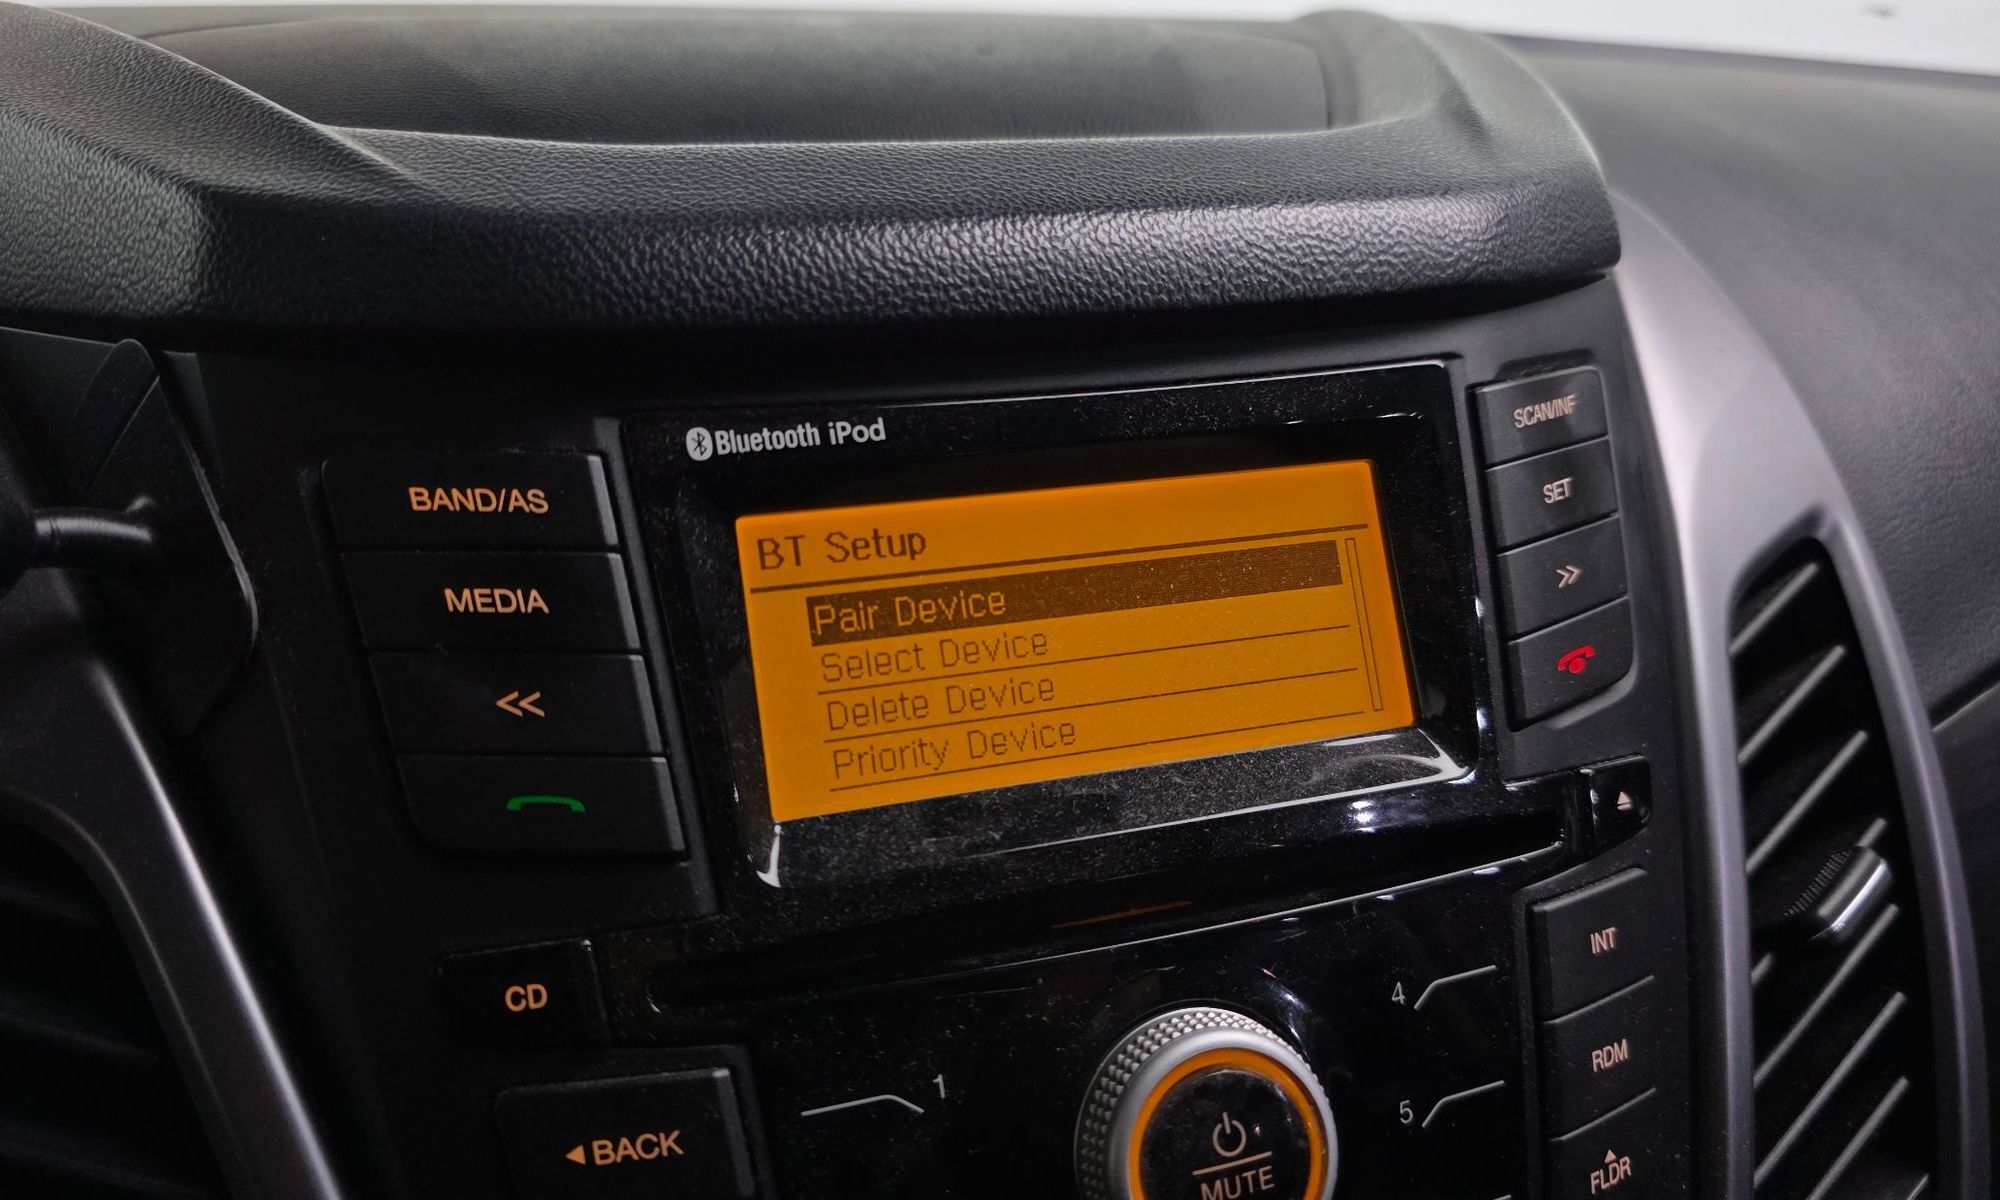 Bluetooth iPod
BAND/AS
MEDIA
<<
CD
◀BACK
BT Setup
Pair Device
Select Device
Delete Device
Priority Device
SCAN/INF
SET
>>
1
4
5
MUTE
INT
RDM
FLDR